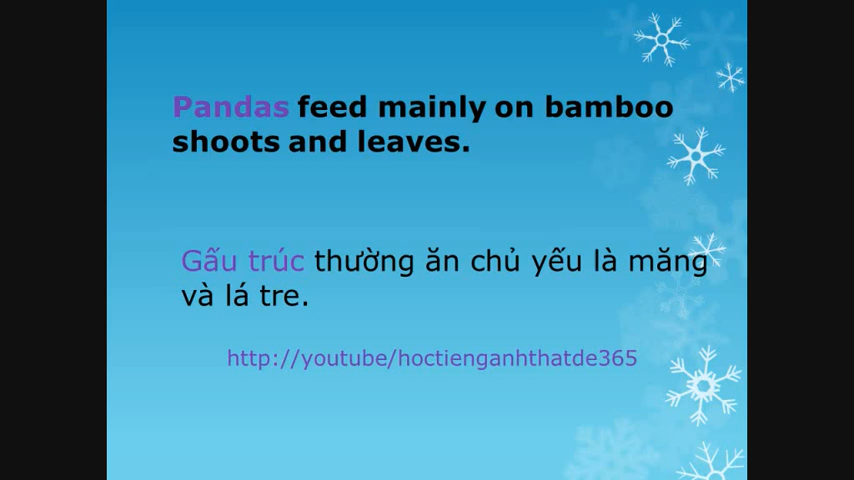 Pandas feed mainly on bamboo
shoots and leaves.
Gấu trúc thường ăn chủ yếu là măng
và lá tre.
http://youtube/hoctienganhthatde365